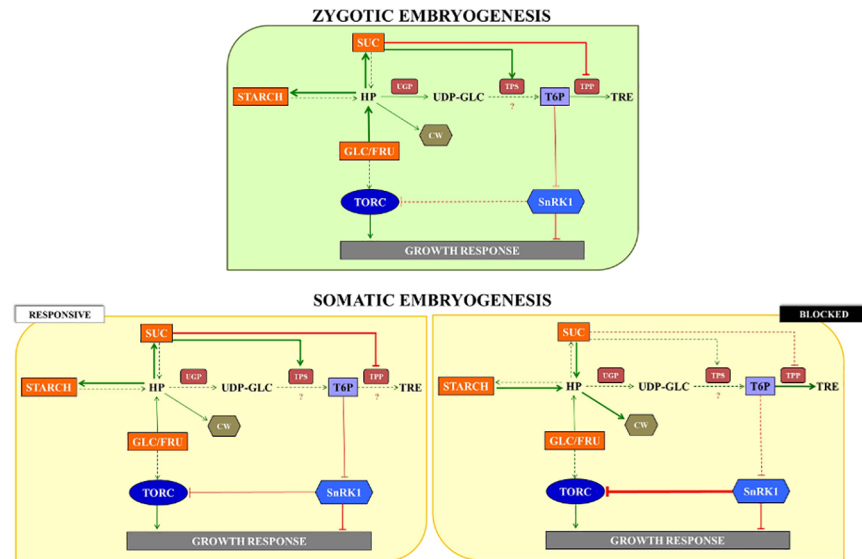 ZYGOTIC EMBRYOGENESIS
SUC
UGP
TPS
TPP
STARCH
HP
UDP-GLC
?
T6P
TRE
CW
GLC/FRU
TORC
SnRK1
GROWTH RESPONSE
SOMATIC EMBRYOGENESIS
RESPONSIVE
SUC
UGP
TPS
TPP
STARCH
HP
UDP-GLC
?
T6P
?
TRE
CW
GLC/FRU
TORC
SnRK1
GROWTH RESPONSE
BLOCKED
SUC
UGP
TPS
TPP
STARCH
HP
UDP-GLC
?
T6P
TRE
CW
GLC/FRU
TORC
SnRK1
GROWTH RESPONSE